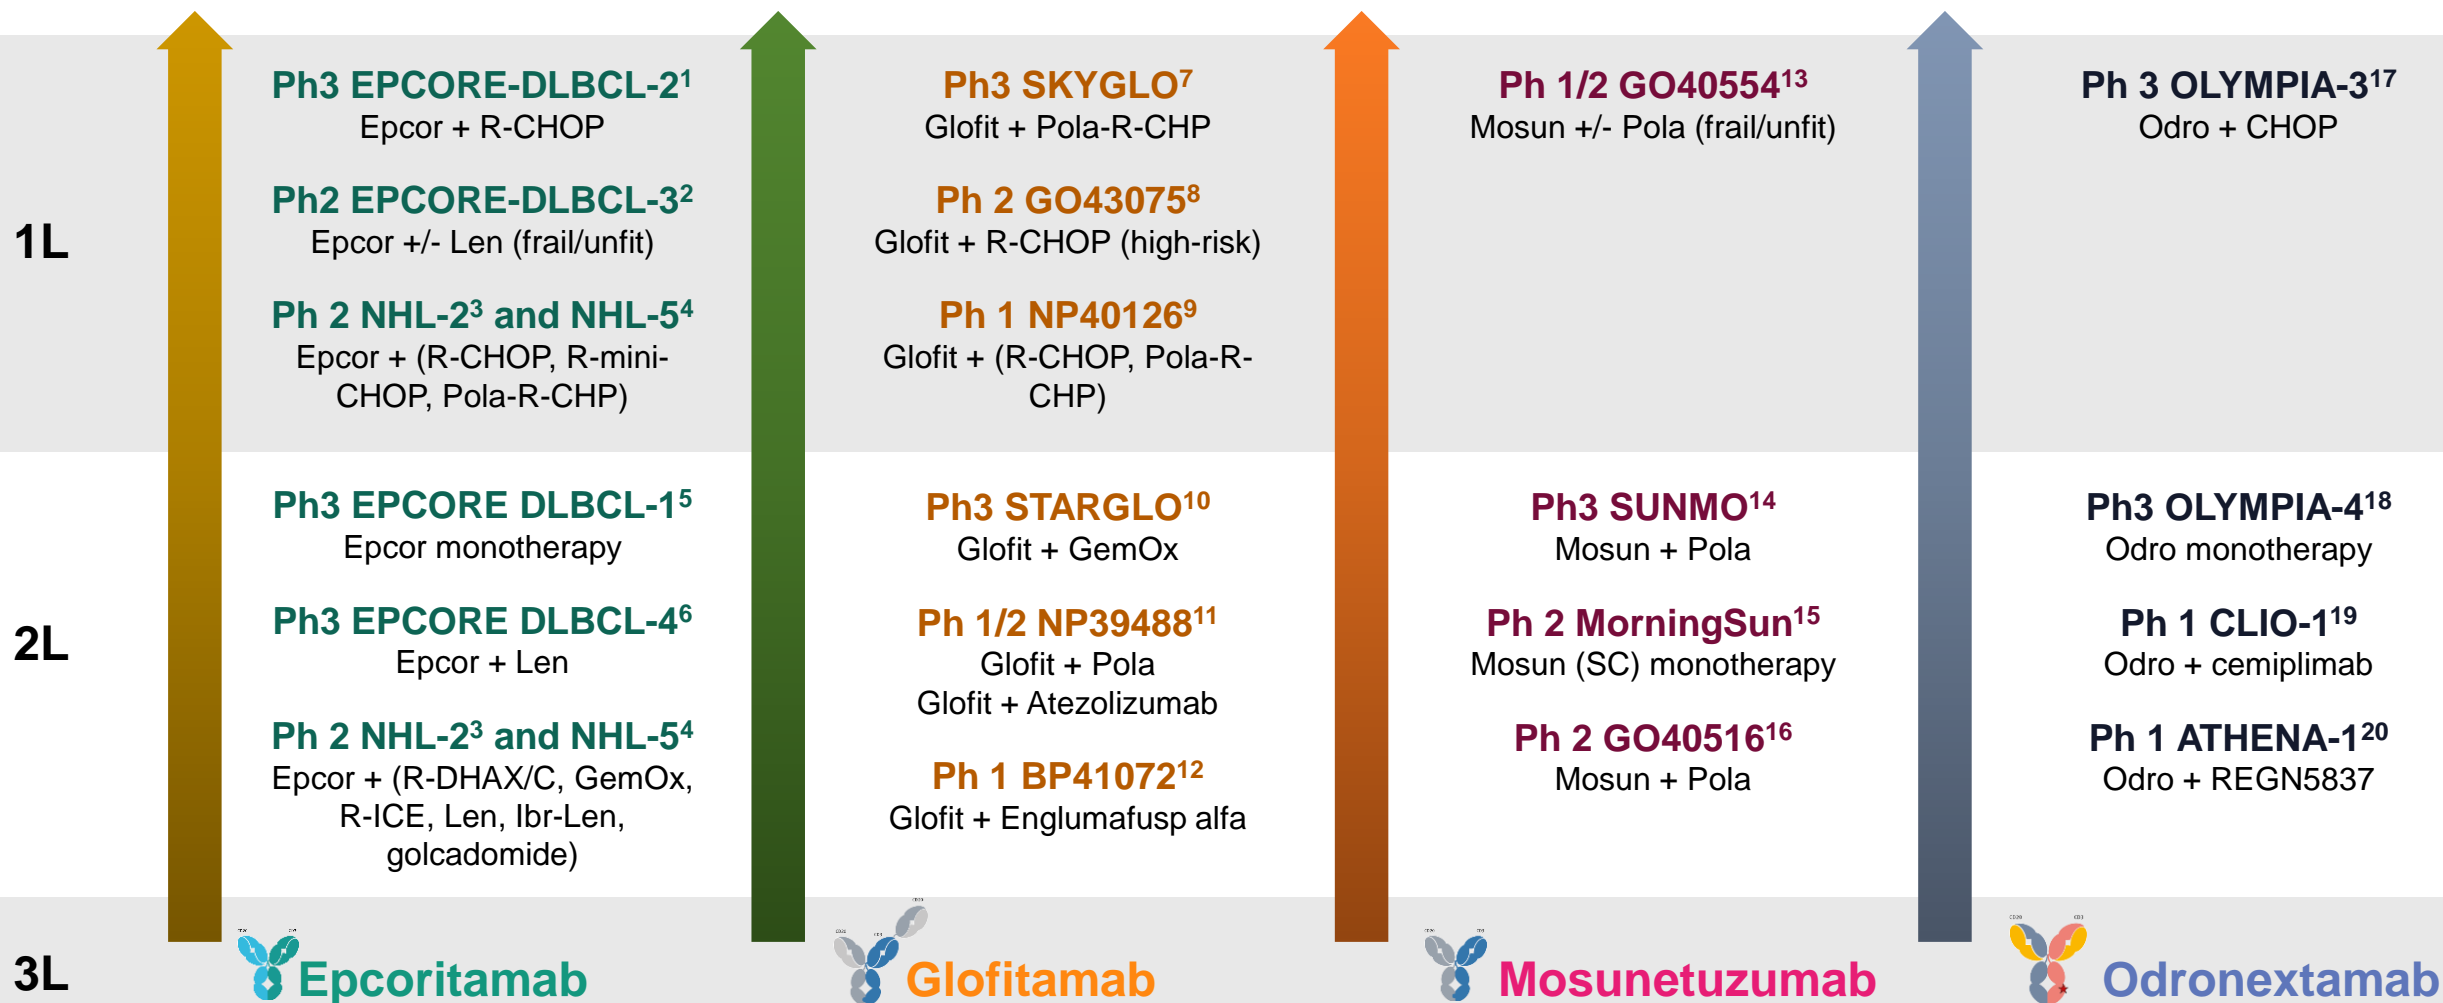 1L
Ph3 EPCORE-DLBCL-2¹
Epcor + R-CHOP
Ph2 EPCORE-DLBCL-3²
Epcor +/- Len (frail/unfit)
Ph 2 NHL-2³ and NHL-5⁴
Epcor + (R-CHOP, R-mini-
CHOP, Pola-R-CHP)
Ph3 SKYGLO⁷
Glofit + Pola-R-CHP
Ph 2 GO43075⁸
Glofit + R-CHOP (high-risk)
Ph 1 NP40126⁹
Glofit + (R-CHOP, Pola-R-
CHP)
Ph 1/2 GO40554¹³
Mosun +/- Pola (frail/unfit)
Ph 3 OLYMPIA-3¹⁷
Odro + CHOP
2L
Ph3 EPCORE DLBCL-1⁵
Epcor monotherapy
Ph3 EPCORE DLBCL-4⁶
Epcor + Len
Ph 2 NHL-2³ and NHL-5⁴
Epcor + (R-DHAX/C, GemOx,
R-ICE, Len, Ibr-Len,
golcadomide)
Ph3 STARGLO¹⁰
Glofit + GemOx
Ph 1/2 NP39488¹¹
Glofit + Pola
Glofit + Atezolizumab
Ph 1 BP41072¹²
Glofit + Englumafusp alfa
Ph3 SUNMO¹⁴
Mosun + Pola
Ph 2 MorningSun¹⁵
Mosun (SC) monotherapy
Ph 2 GO40516¹⁶
Mosun + Pola
Ph3 OLYMPIA-4¹⁸
Odro monotherapy
Ph 1 CLIO-1¹⁹
Odro + cemiplimab
Ph 1 ATHENA-1²⁰
Odro + REGN5837
3L
Epcoritamab
Glofitamab
Mosunetuzumab
Odronextamab